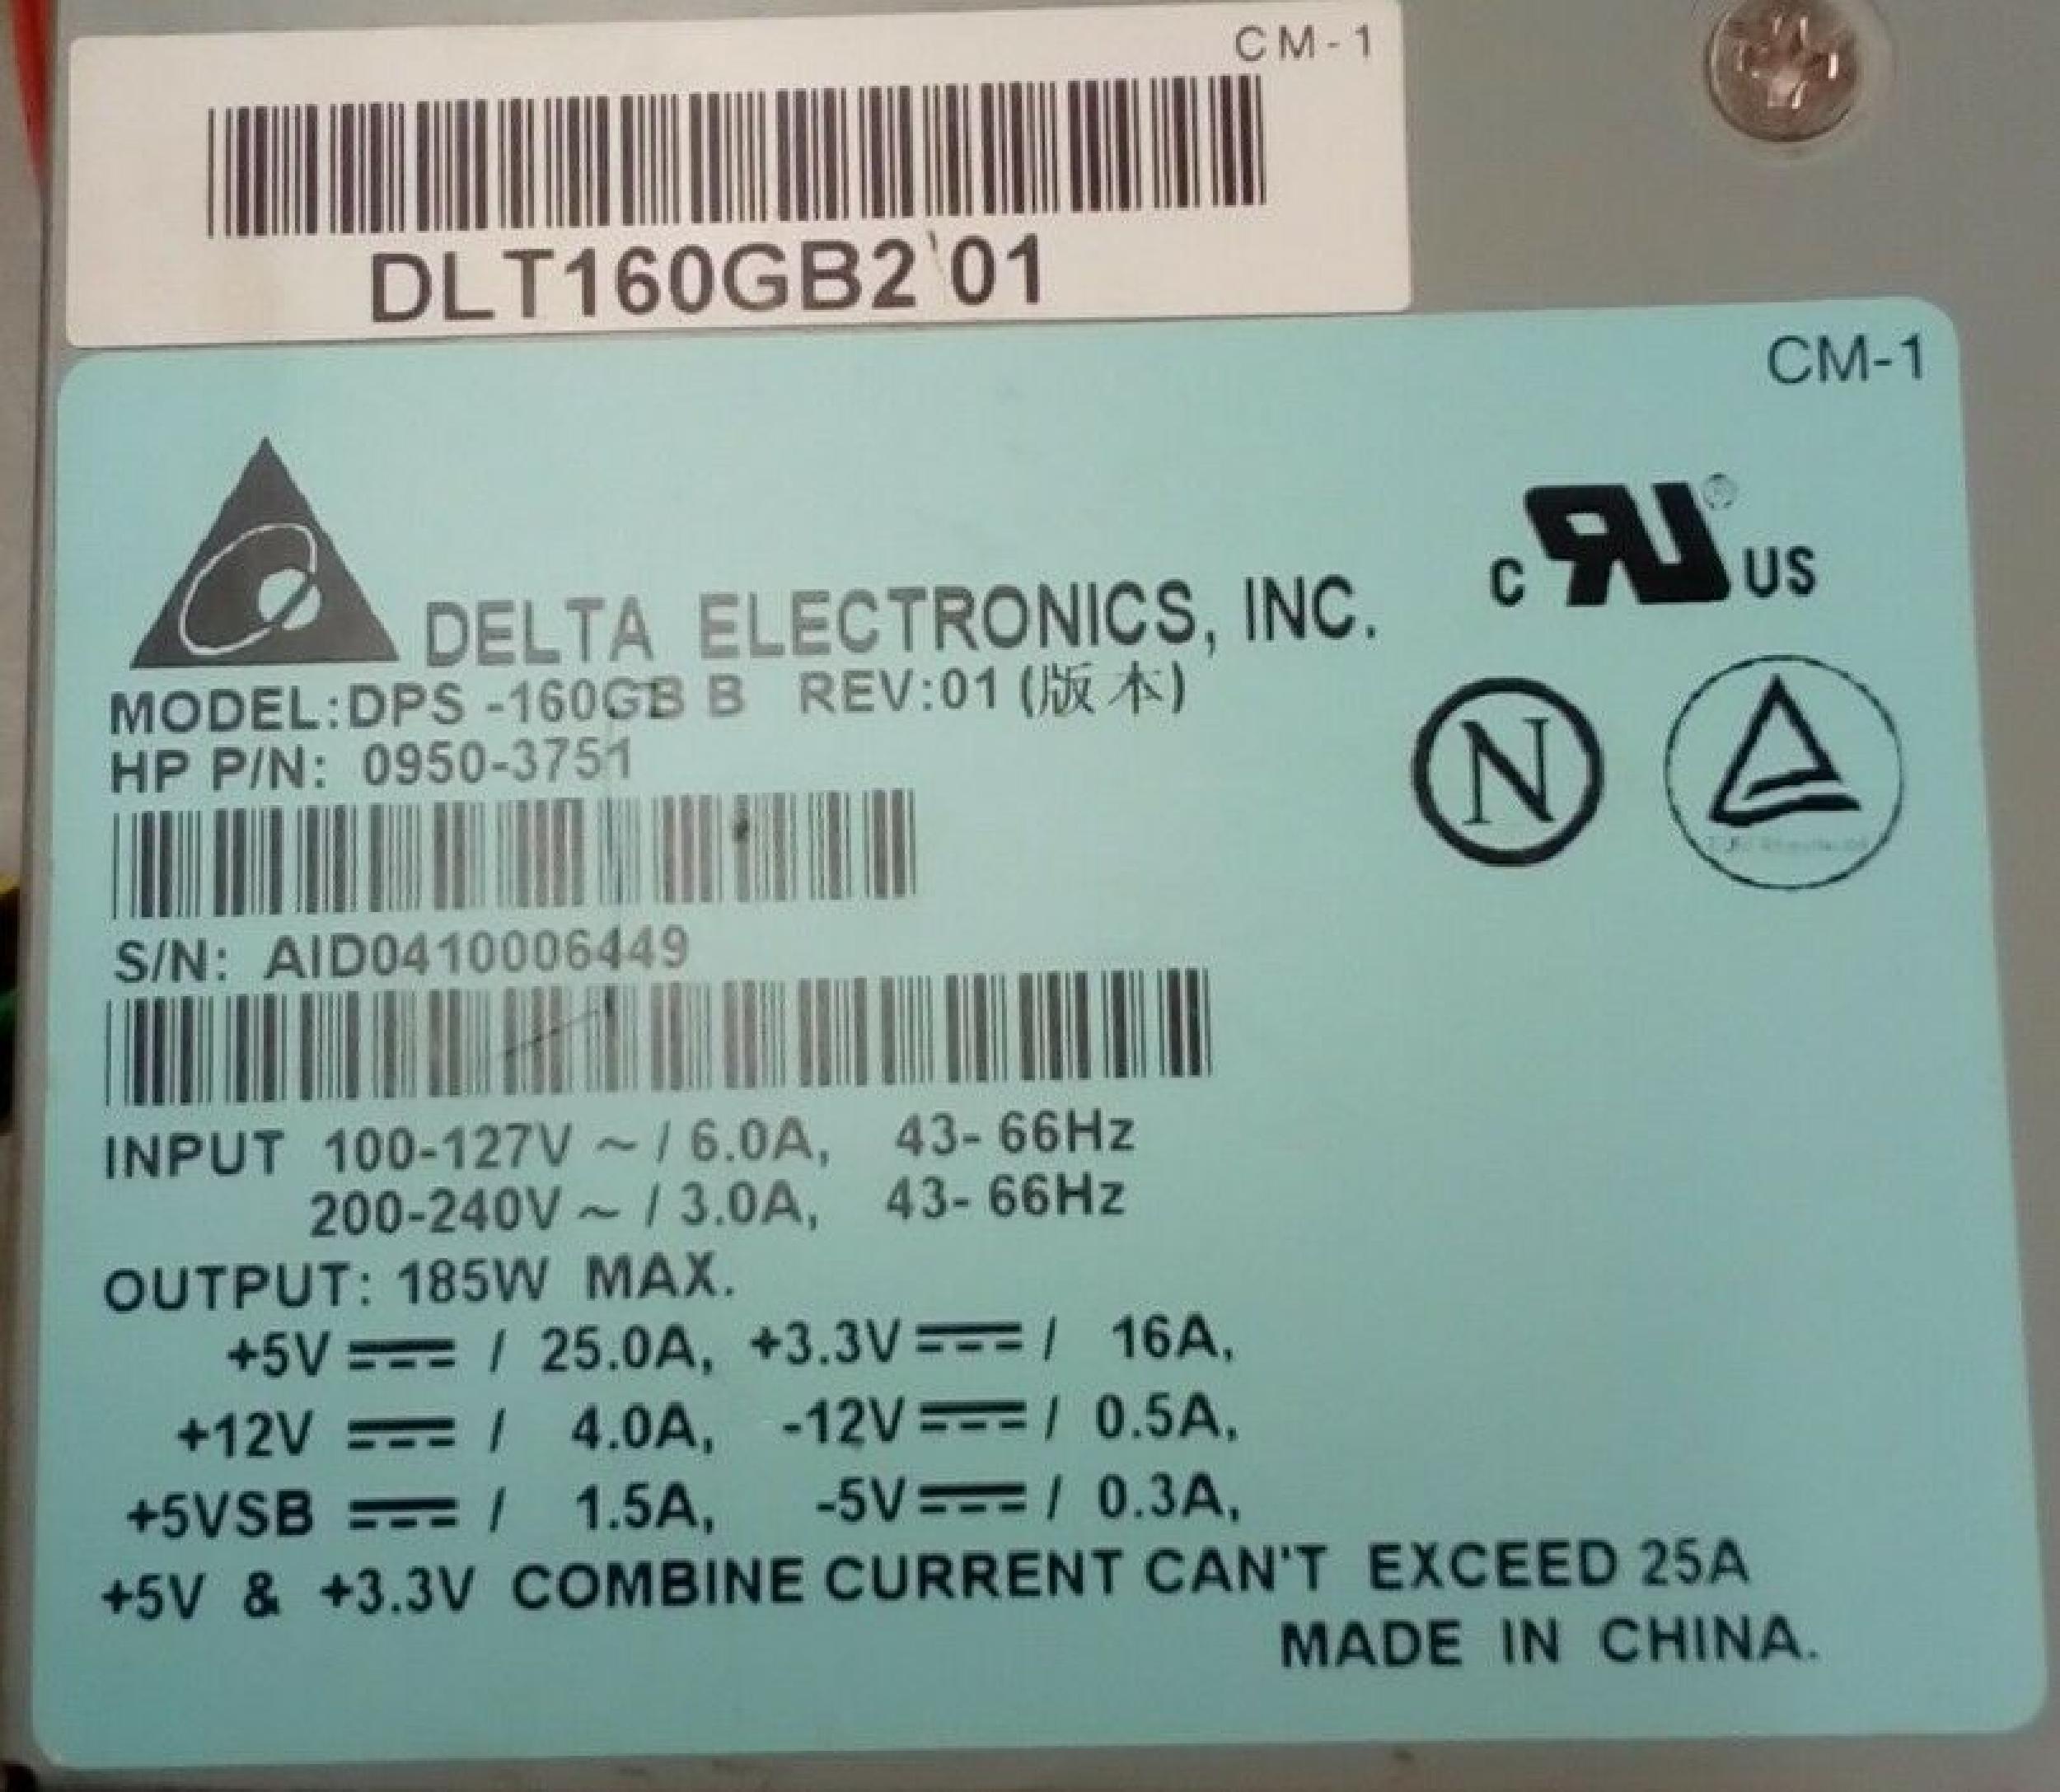 CM-1
DLT160GB2 01
CM-1
DELTA ELECTRONICS, INC.
c RU ® US
MODEL:DPS -160GB B REV:01 (版本)
HP P/N: 0950-3751
N
S/N: AID0410006449
INPUT 100-127V ~ / 6.0A, 43-66Hz
200-240V ~ / 3.0A, 43-66Hz
OUTPUT: 185W MAX.
+5V ⎓ / 25.0A, +3.3V ⎓ / 16A,
+12V ⎓ / 4.0A, -12V ⎓ / 0.5A,
+5VSB ⎓ / 1.5A, -5V ⎓ / 0.3A,
+5V & +3.3V COMBINE CURRENT CAN'T EXCEED 25A
MADE IN CHINA.